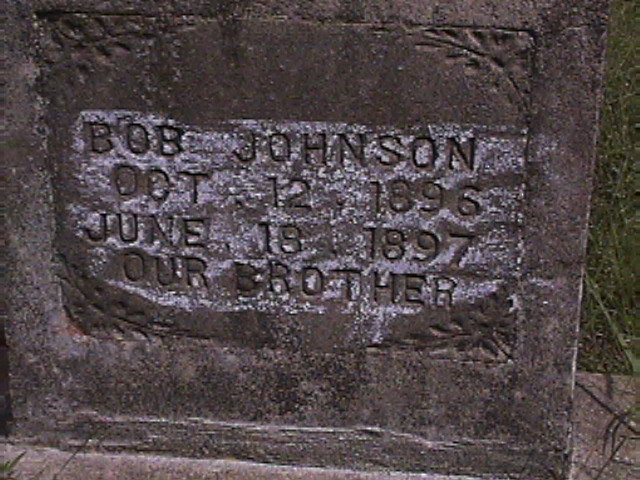 BOB JOHNSON
OCT. 12. 1896
JUNE. 18. 1897
OUR BROTHER